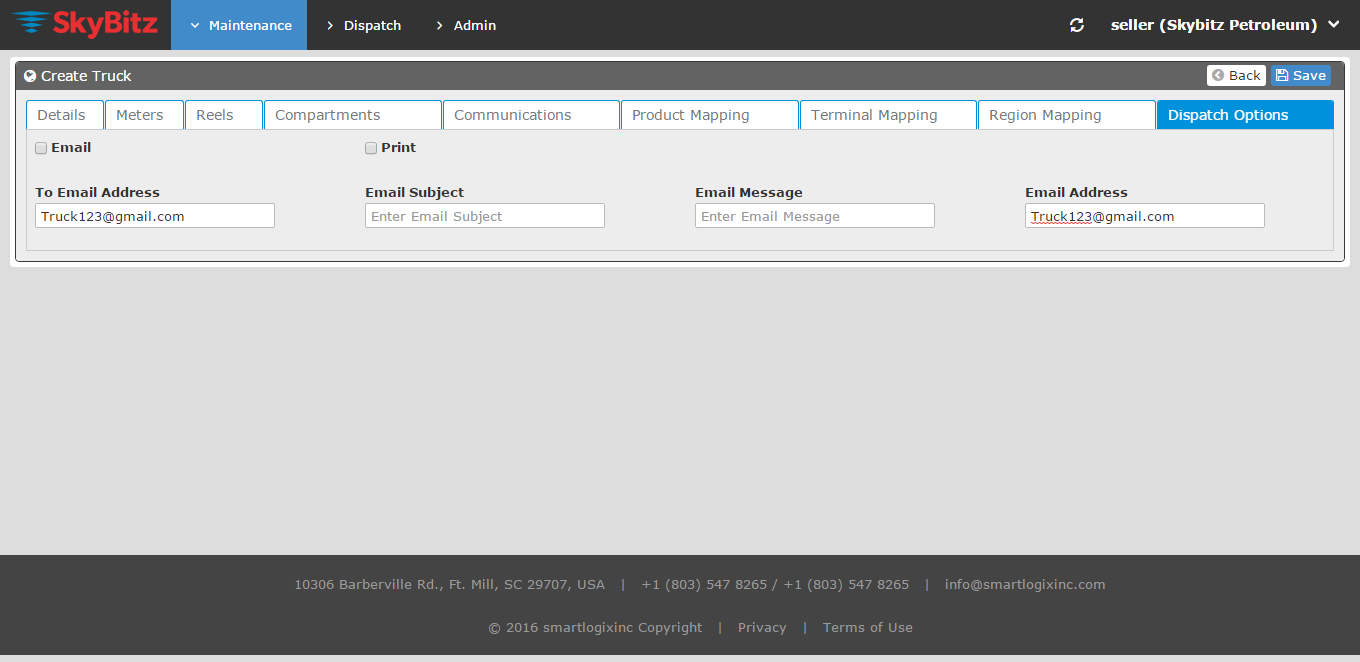 SkyBitz Maintenance Dispatch Admin seller (Skybitz Petroleum)
Create Truck Back Save
Details Meters Reels Compartments Communications Product Mapping Terminal Mapping Region Mapping Dispatch Options
Email Print
To Email Address Email Subject Email Message Email Address
Truck123@gmail.com Enter Email Subject Enter Email Message Truck123@gmail.com
10306 Barberville Rd., Ft. Mill, SC 29707, USA | +1 (803) 547 8265 / +1 (803) 547 8265 | info@smartlogixinc.com
© 2016 smartlogixinc Copyright | Privacy | Terms of Use